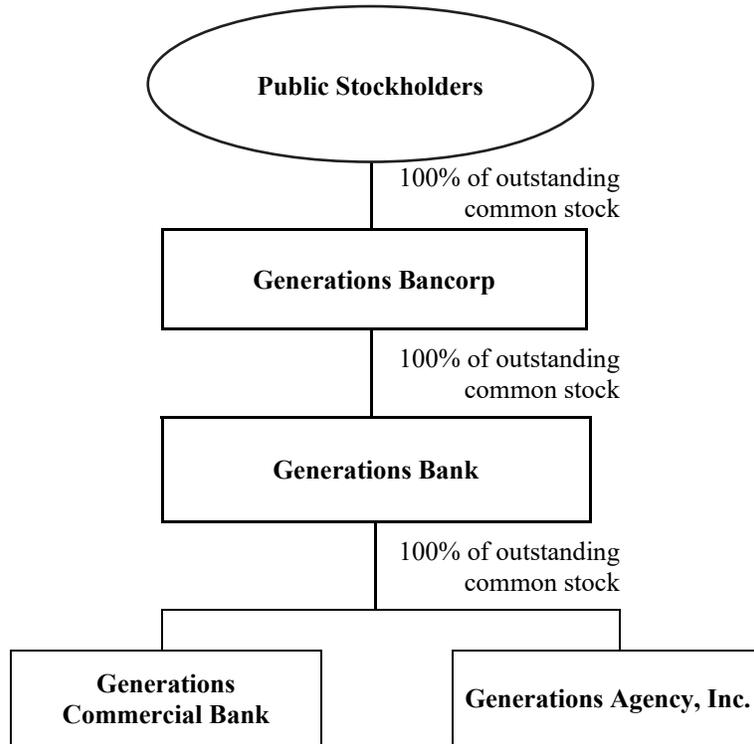 Public Stockholders
100% of outstanding
common stock
Generations Bancorp
100% of outstanding
common stock
Generations Bank
100% of outstanding
common stock
Generations
Commercial Bank
Generations Agency, Inc.